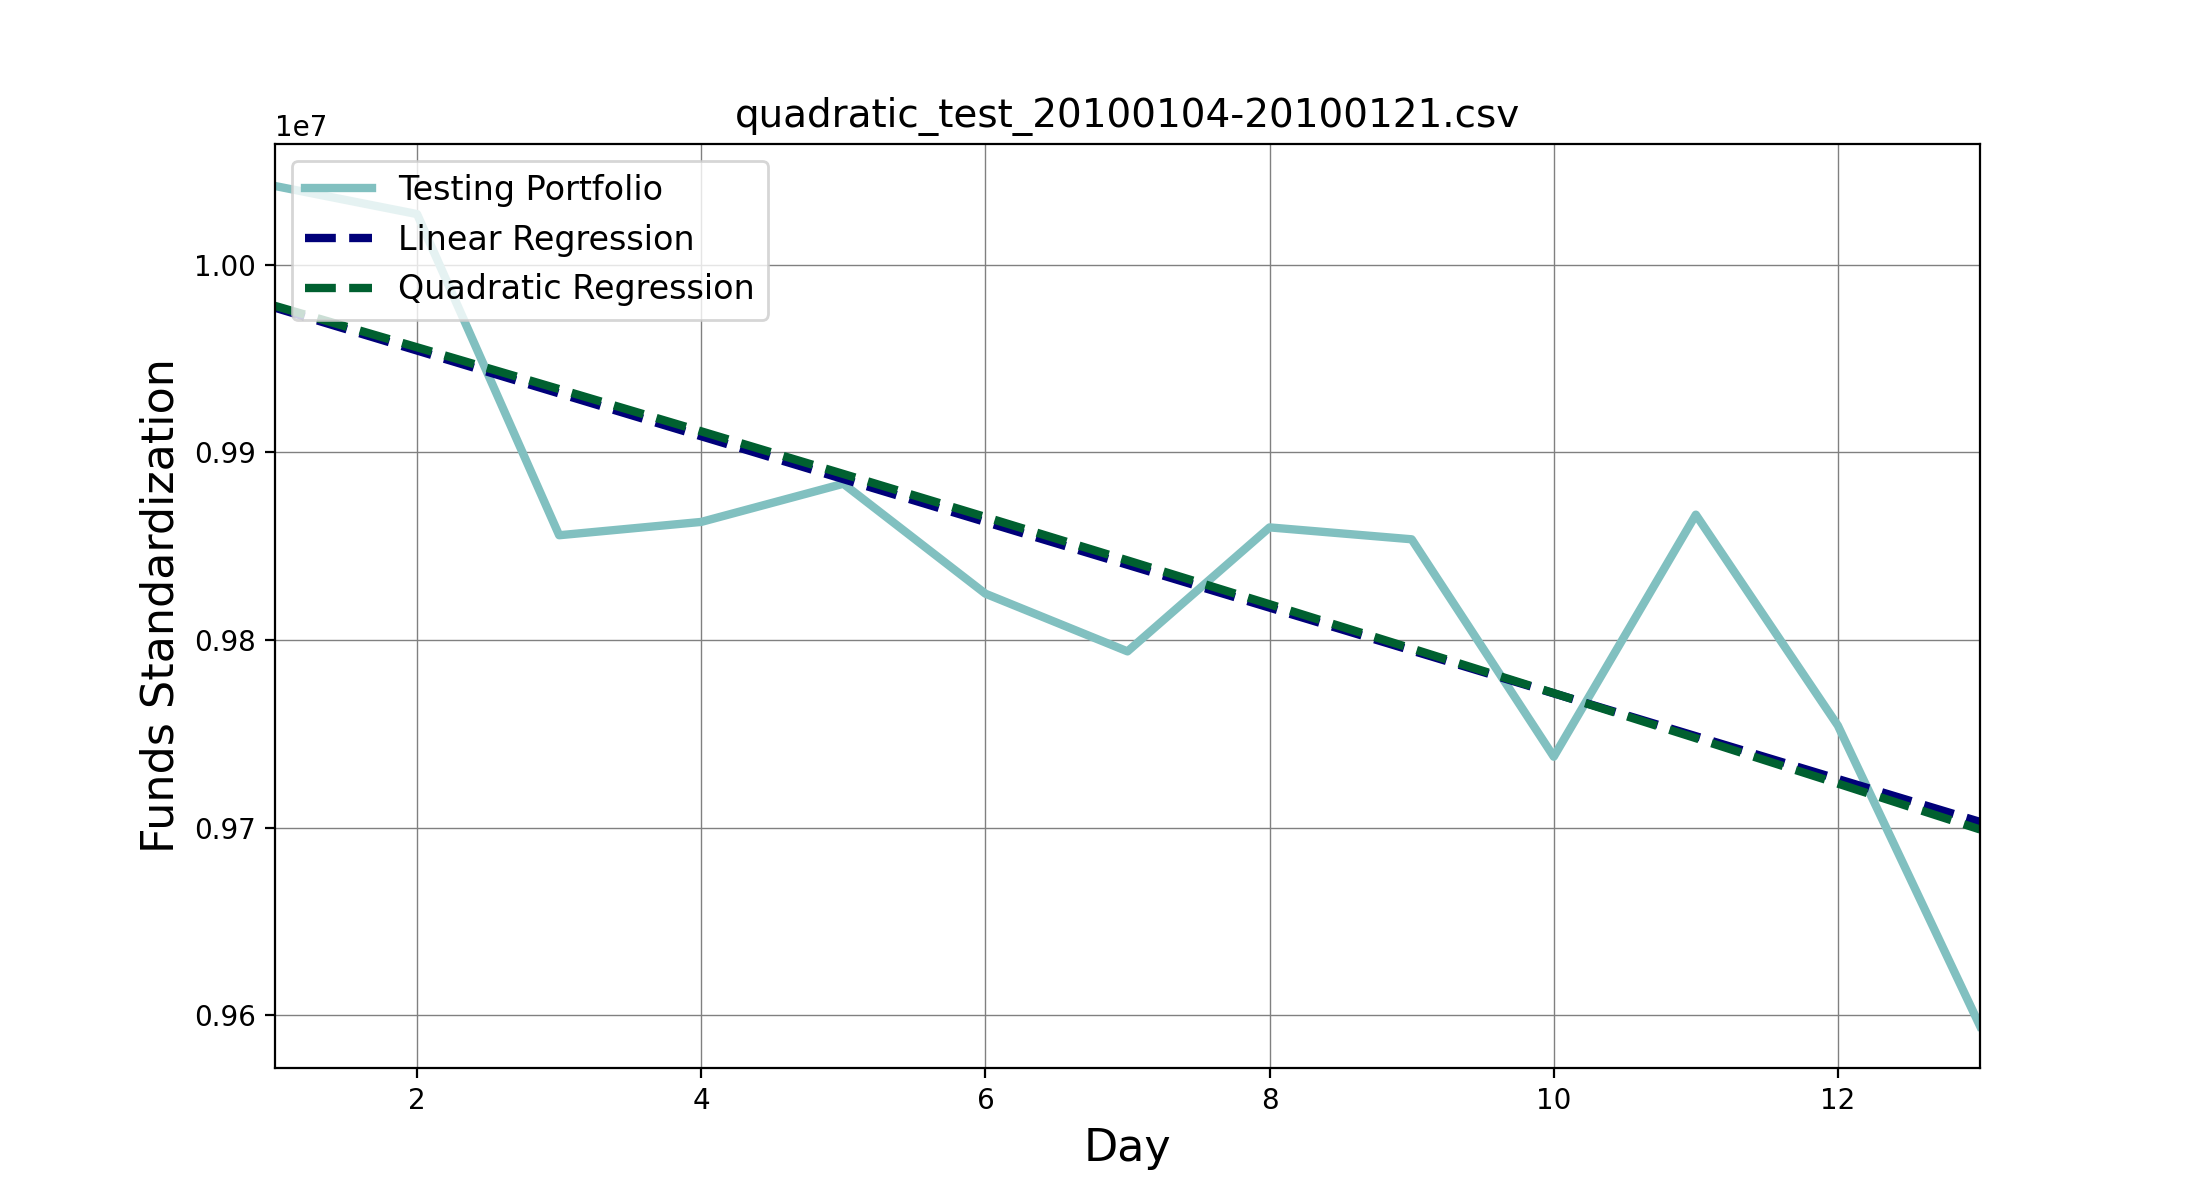 quadratic_test_20100104-20100121.csv
1e7
Testing Portfolio
Linear Regression
Quadratic Regression
1.00
0.99
0.98
0.97
0.96
Funds Standardization
2 4 6 8 10 12
Day